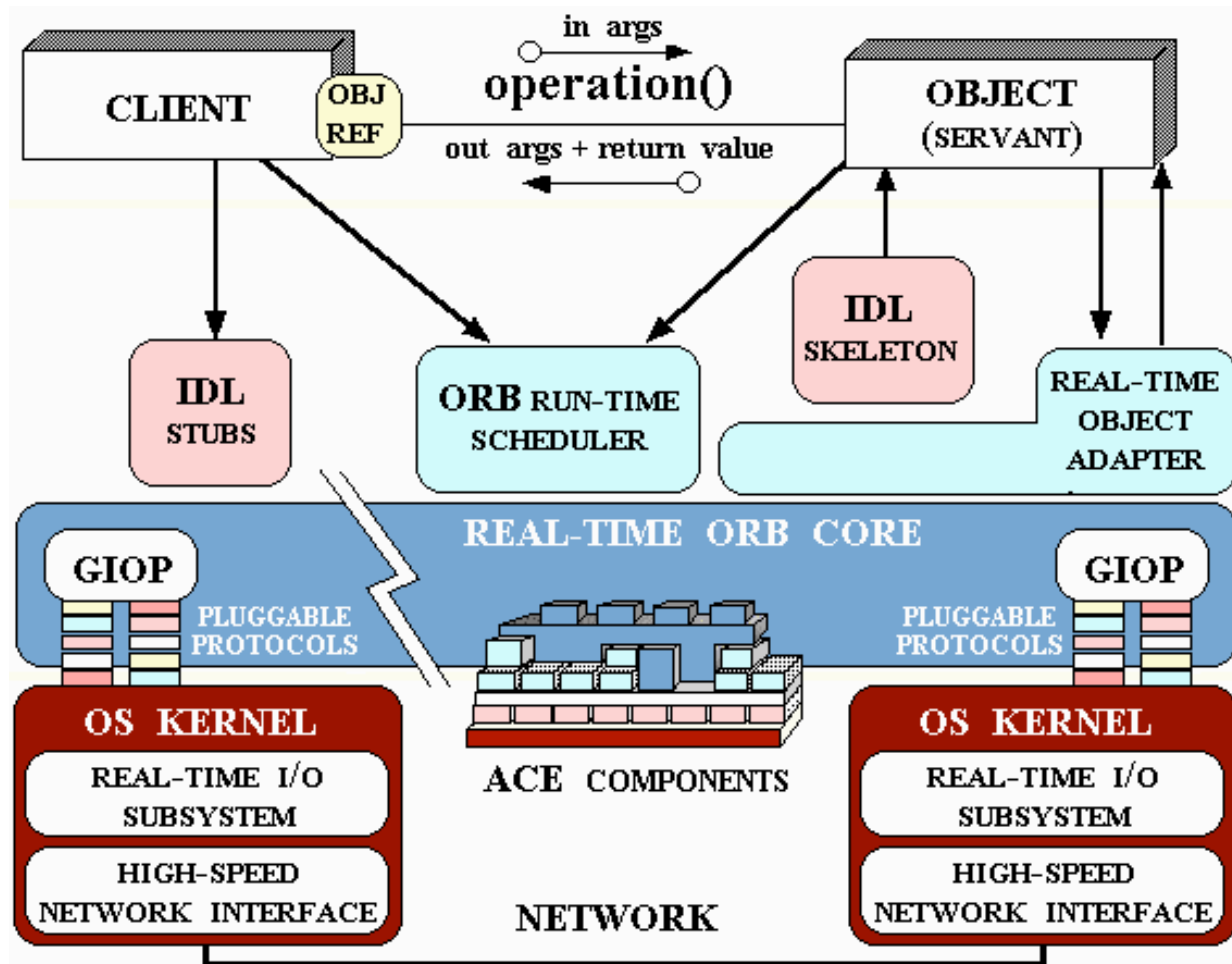 in args
operation()
CLIENT
OBJ
REF
OBJECT
(SERVANT)
out args + return value
IDL
STUBS
ORB RUN-TIME
SCHEDULER
IDL
SKELETON
REAL-TIME
OBJECT
ADAPTER
REAL-TIME ORB CORE
GIOP
PLUGGABLE
PROTOCOLS
GIOP
PLUGGABLE
PROTOCOLS
OS KERNEL
REAL-TIME I/O
SUBSYSTEM
HIGH-SPEED
NETWORK INTERFACE
ACE COMPONENTS
NETWORK
OS KERNEL
REAL-TIME I/O
SUBSYSTEM
HIGH-SPEED
NETWORK INTERFACE